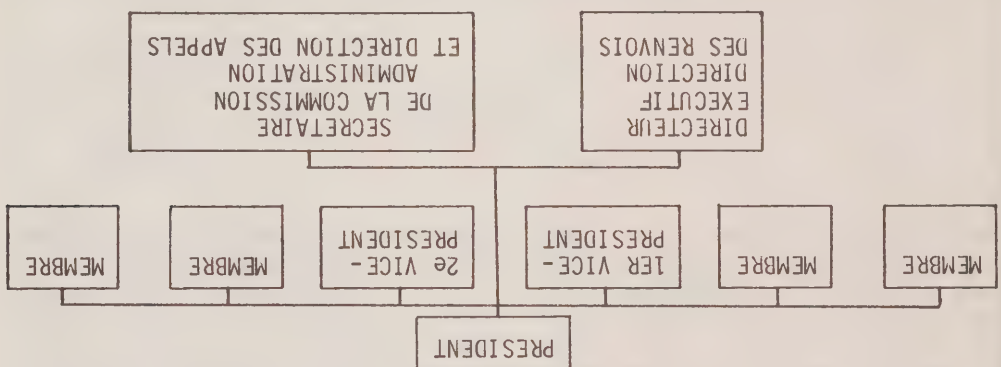 PRESIDENT
MEMBRE
MEMBRE
1ER VICE-
PRESIDENT
2e VICE-
PRESIDENT
MEMBRE
MEMBRE
DIRECTEUR
EXECUTIF
DIRECTION
DES RENVOIS
SECRETAIRE
DE LA COMMISSION
ADMINISTRATION
ET DIRECTION DES APPELS